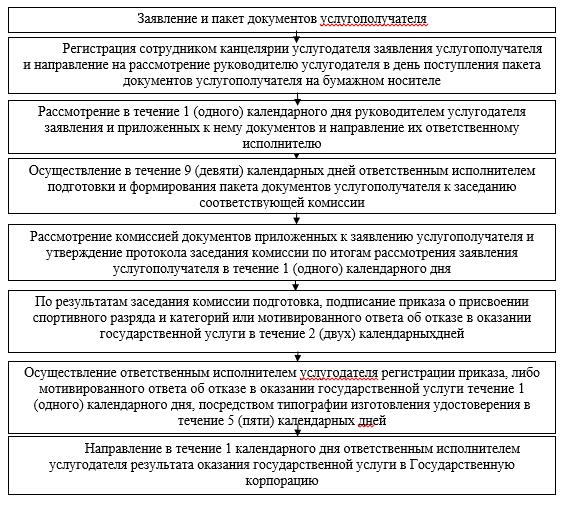 Заявление и пакет документов услугополучателя
Регистрация сотрудником канцелярии услугодателя заявления услугополучателя
и направление на рассмотрение руководителю услугодателя в день поступления пакета
документов услугополучателя на бумажном носителе
Рассмотрение в течение 1 (одного) календарного дня руководителем услугодателя
заявления и приложенных к нему документов и направление их ответственному
исполнителю
Осуществление в течение 9 (девяти) календарных дней ответственным исполнителем
подготовки и формирования пакета документов услугополучателя к заседанию
соответствующей комиссии
Рассмотрение комиссией документов приложенных к заявлению услугополучателя и
утверждение протокола заседания комиссии по итогам рассмотрения заявления
услугополучателя в течение 1 (одного) календарного дня
По результатам заседания комиссии подготовка, подписание приказа о присвоении
спортивного разряда и категорий или мотивированного ответа об отказе в оказании
государственной услуги в течение 2 (двух) календарныхдней
Осуществление ответственным исполнителем услугодателя регистрации приказа, либо
мотивированного ответа об отказе в оказании государственной услуги течение 1
(одного) календарного дня, посредством типографии изготовления удостоверения в
течение 5 (пяти) календарных дней
Направление в течение 1 календарного дня ответственным исполнителем
услугодателя результата оказания государственной услуги в Государственную
корпорацию